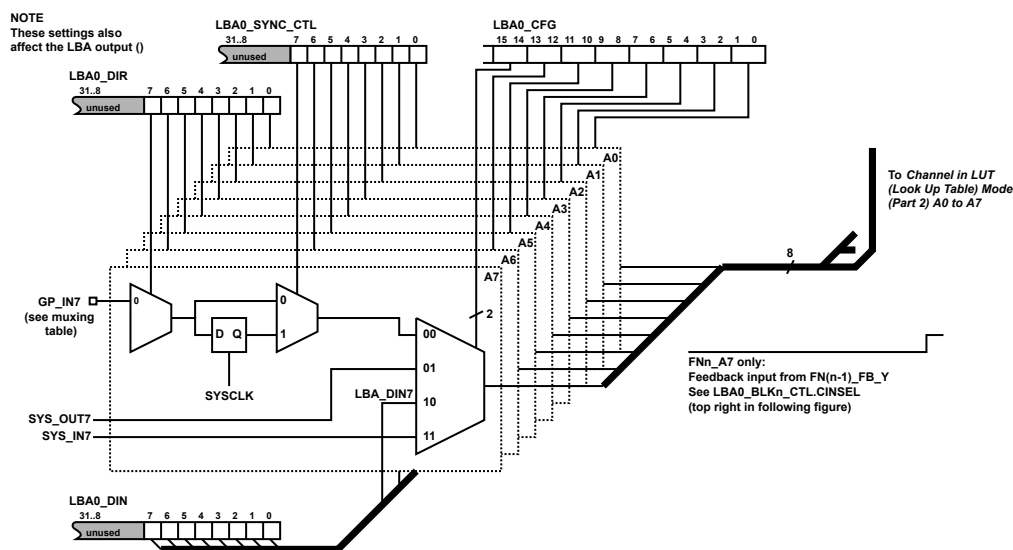 NOTE
These settings also
affect the LBA output ()
LBA0_SYNC_CTL
31..8 7 6 5 4 3 2 1 0
unused
LBA0_CFG
15 14 13 12 11 10 9 8 7 6 5 4 3 2 1 0
LBA0_DIR
31..8 7 6 5 4 3 2 1 0
unused
A0
A1
A2
A3
A4
A5
A6
A7
To Channel in LUT
(Look Up Table) Mode
(Part 2) A0 to A7
8
GP_IN7
(see muxing
table)
0
D Q
SYSCLK
0
1
2
00
01
10
11
LBA_DIN7
SYS_OUT7
SYS_IN7
FNn_A7 only:
Feedback input from FN(n-1)_FB_Y
See LBA0_BLKn_CTL.CINSEL
(top right in following figure)
LBA0_DIN
31..8 7 6 5 4 3 2 1 0
unused